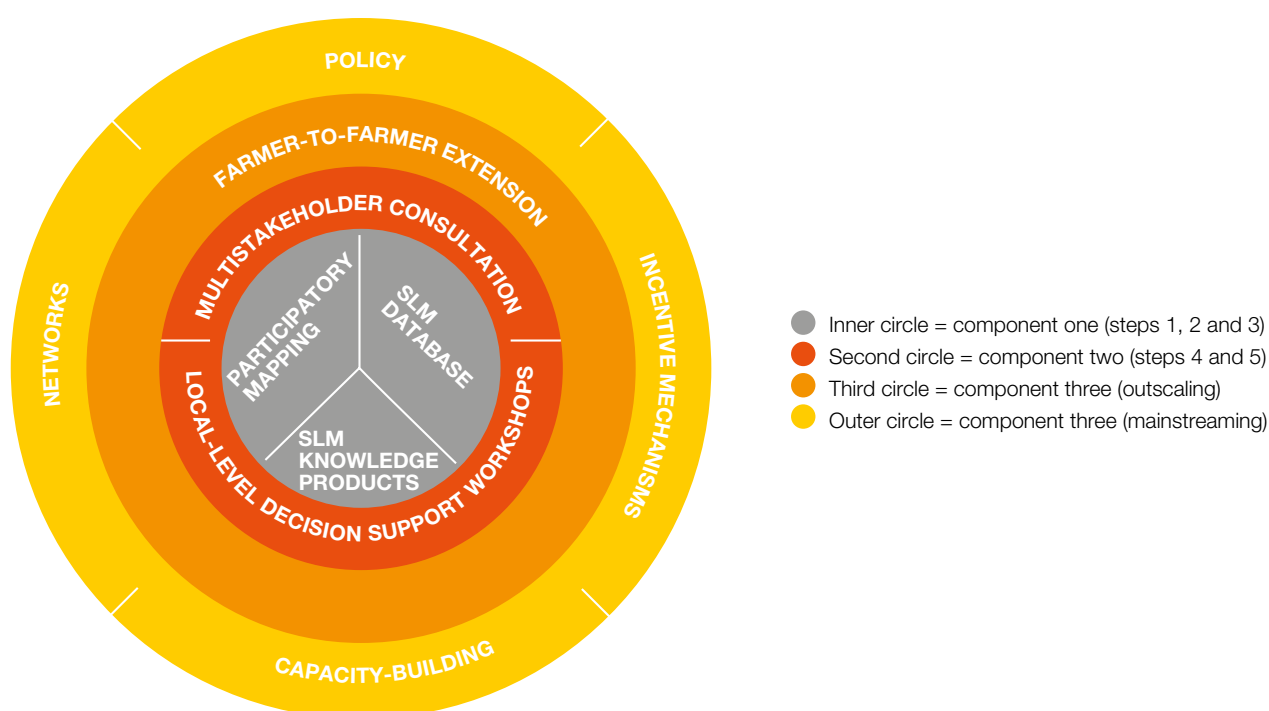 POLICY
FARMER-TO-FARMER EXTENSION
MULTISTAKEHOLDER CONSULTATION
PARTICIPATORY
MAPPING
SLM
DATABASE
SLM
KNOWLEDGE
PRODUCTS
LOCAL-LEVEL DECISION SUPPORT WORKSHOPS
NETWORKS
INCENTIVE MECHANISMS
CAPACITY-BUILDING
Inner circle = component one (steps 1, 2 and 3)
Second circle = component two (steps 4 and 5)
Third circle = component three (outscaling)
Outer circle = component three (mainstreaming)